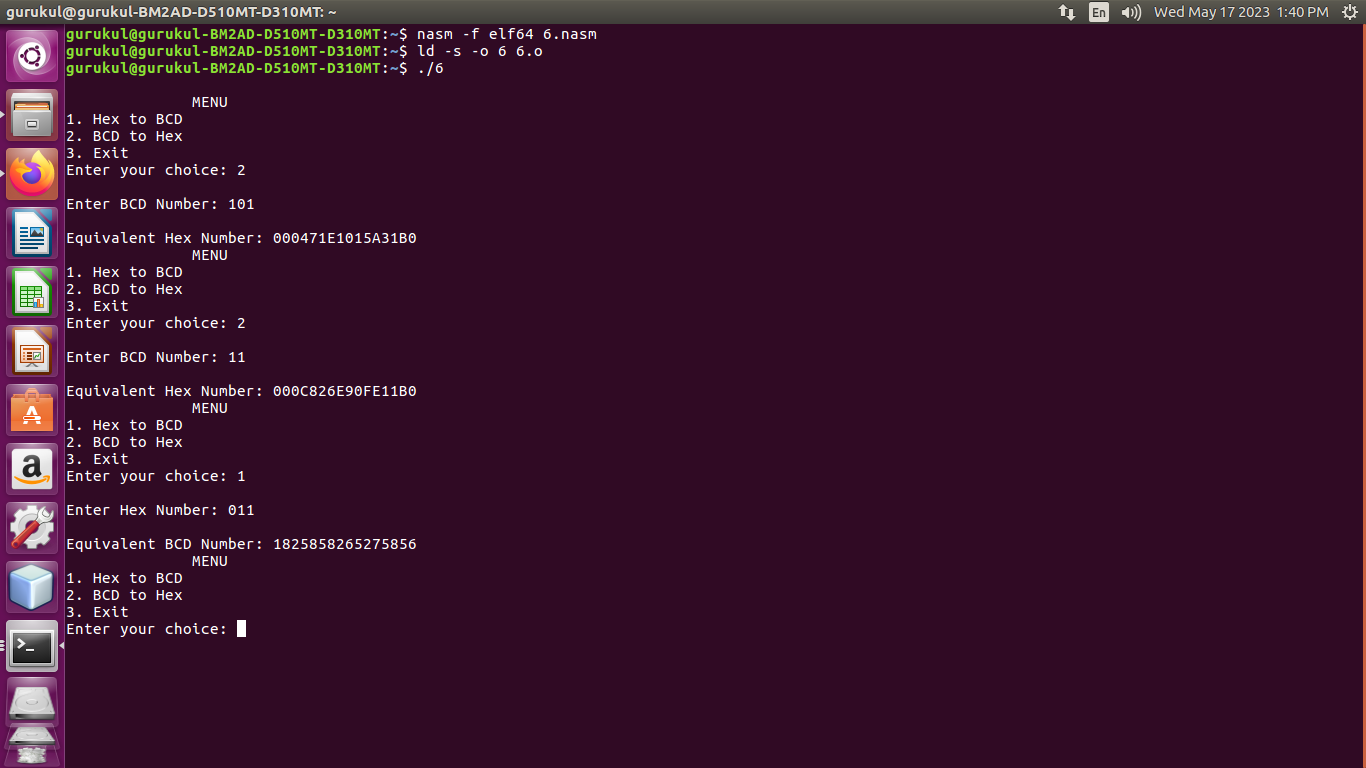 gurukul@gurukul-BM2AD-D510MT-D310MT: ~
En
Wed May 17 2023 1:40 PM
gurukul@gurukul-BM2AD-D510MT-D310MT:~$ nasm -f elf64 6.nasm
gurukul@gurukul-BM2AD-D510MT-D310MT:~$ ld -s -o 6 6.o
gurukul@gurukul-BM2AD-D510MT-D310MT:~$ ./6
MENU
1. Hex to BCD
2. BCD to Hex
3. Exit
Enter your choice: 2
Enter BCD Number: 101
Equivalent Hex Number: 000471E1015A31B0
MENU
1. Hex to BCD
2. BCD to Hex
3. Exit
Enter your choice: 2
Enter BCD Number: 11
Equivalent Hex Number: 000C826E90FE11B0
MENU
1. Hex to BCD
2. BCD to Hex
3. Exit
Enter your choice: 1
Enter Hex Number: 011
Equivalent BCD Number: 1825858265275856
MENU
1. Hex to BCD
2. BCD to Hex
3. Exit
Enter your choice: